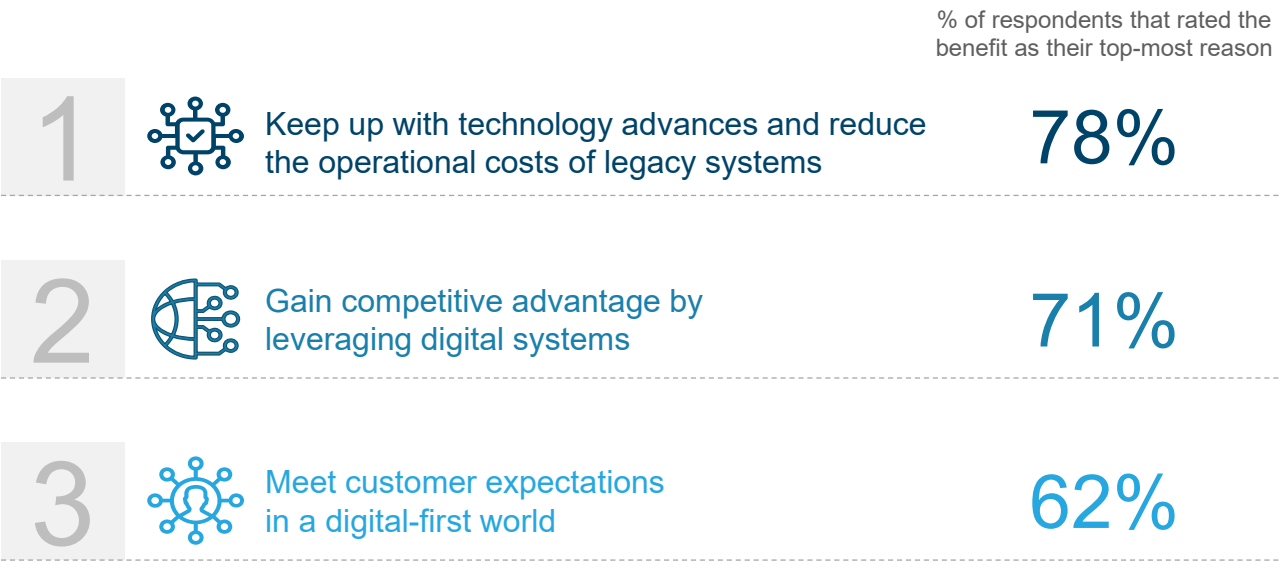 % of respondents that rated the
benefit as their top-most reason
1
Keep up with technology advances and reduce
the operational costs of legacy systems
78%
2
Gain competitive advantage by
leveraging digital systems
71%
3
Meet customer expectations
in a digital-first world
62%